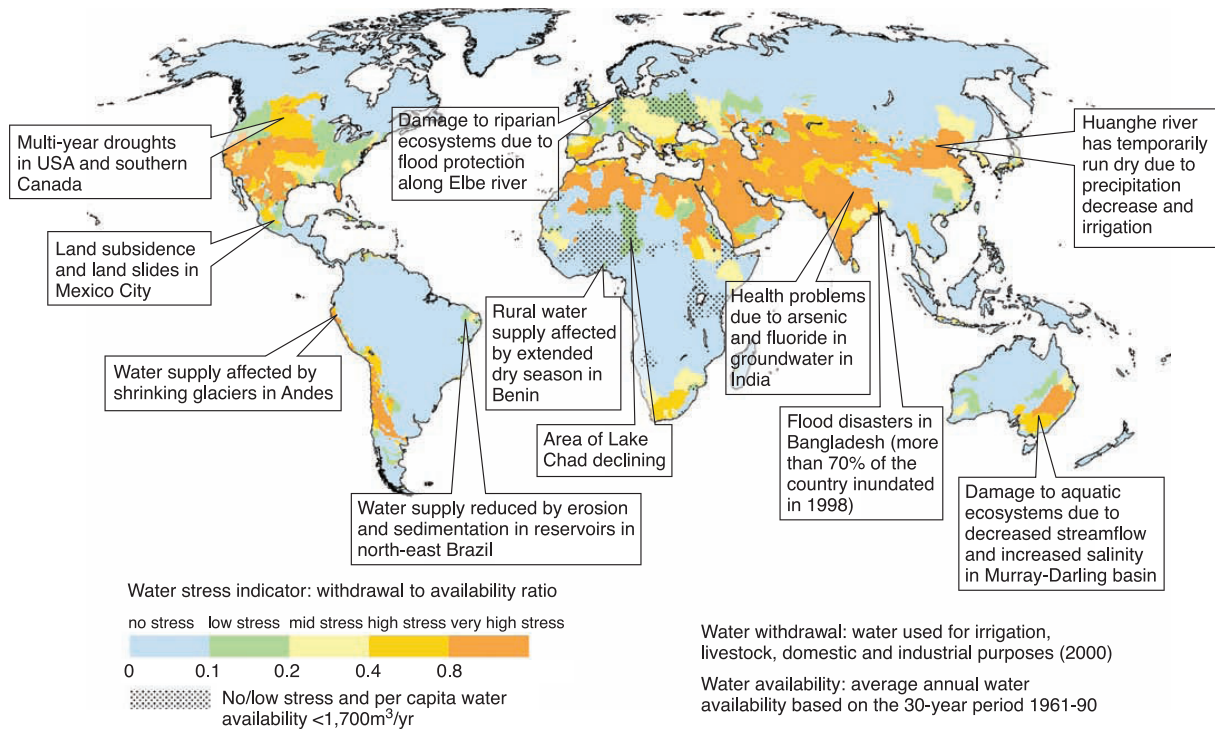 Multi-year droughts
in USA and southern
Canada
Damage to riparian
ecosystems due to
flood protection
along Elbe river
Huanghe river
has temporarily
run dry due to
precipitation
decrease and
irrigation
Land subsidence
and land slides in
Mexico City
Water supply affected by
shrinking glaciers in Andes
Rural water
supply affected
by extended
dry season in
Benin
Health problems
due to arsenic
and fluoride in
groundwater in
India
Area of Lake
Chad declining
Flood disasters in
Bangladesh (more
than 70% of the
country inundated
in 1998)
Water supply reduced by erosion
and sedimentation in reservoirs in
north-east Brazil
Damage to aquatic
ecosystems due to
decreased streamflow
and increased salinity
in Murray-Darling basin
Water stress indicator: withdrawal to availability ratio
no stress low stress mid stress high stress very high stress
0 0.1 0.2 0.4 0.8
No/low stress and per capita water
availability <1,700m³/yr
Water withdrawal: water used for irrigation,
livestock, domestic and industrial purposes (2000)
Water availability: average annual water
availability based on the 30-year period 1961-90